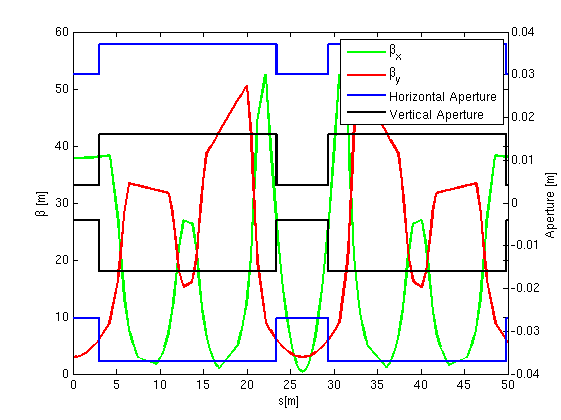 60
50
40
30
20
10
0
β [m]
0.04
0.03
0.02
0.01
0
-0.01
-0.02
-0.03
-0.04
Aperture [m]
βx
βy
Horizontal Aperture
Vertical Aperture
0 5 10 15 20 25 30 35 40 45 50
s[m]